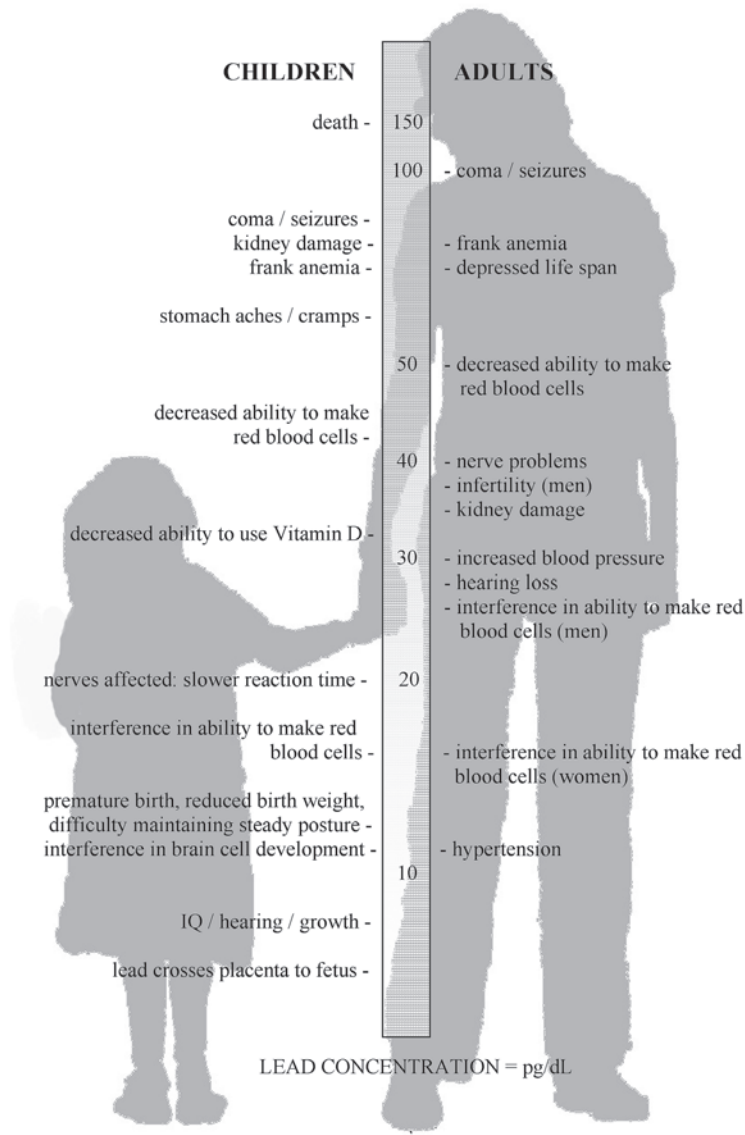 CHILDREN
ADULTS
death -
150
100
- coma / seizures
coma / seizures -
kidney damage -
- frank anemia
frank anemia -
- depressed life span
stomach aches / cramps -
50
- decreased ability to make
red blood cells
decreased ability to make
red blood cells -
40
- nerve problems
- infertility (men)
- kidney damage
decreased ability to use Vitamin D -
30
- increased blood pressure
- hearing loss
- interference in ability to make red
blood cells (men)
nerves affected: slower reaction time -
20
interference in ability to make red
blood cells -
- interference in ability to make red
blood cells (women)
premature birth, reduced birth weight,
difficulty maintaining steady posture -
interference in brain cell development -
- hypertension
10
IQ / hearing / growth -
lead crosses placenta to fetus -
LEAD CONCENTRATION = pg/dL